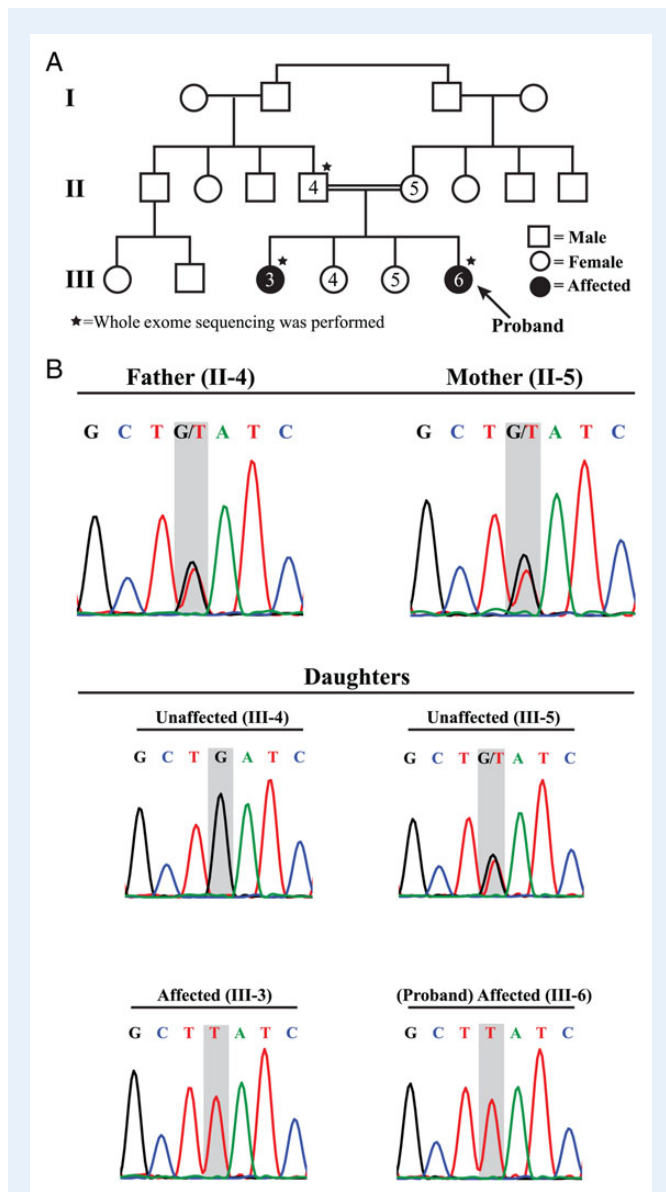 A
I
II
4 5
= Male
= Female
= Affected
III
3 4 5 6
★=Whole exome sequencing was performed
Proband
B
Father (II-4) Mother (II-5)
G C T G/T A T C G C T G/T A T C
Daughters
Unaffected (III-4) Unaffected (III-5)
G C T G A T C G C T G/T A T C
Affected (III-3) (Proband) Affected (III-6)
G C T T A T C G C T T A T C